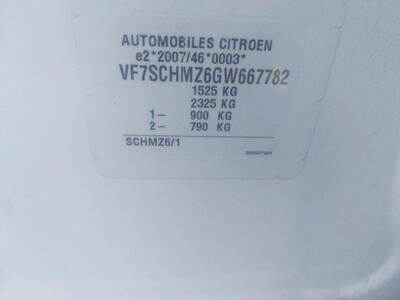 AUTOMOBILES CITROEN
e2*2007/46*0003*
VF7SCHMZ6GW667782
1525 KG
2325 KG
1— 900 KG
2— 790 KG
SCHMZ6/1